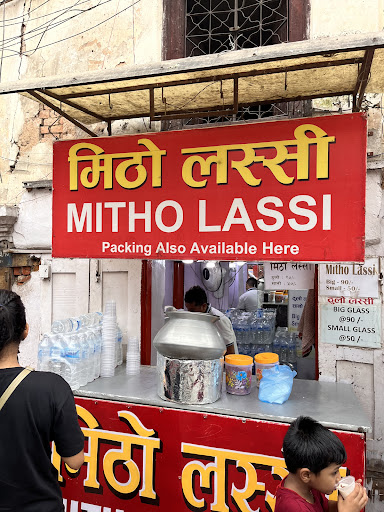 मिठो लस्सी
MITHO LASSI
Packing Also Available Here
Mitho Lassi
Big - 90/-
Small - 50/-
ठूलो लस्सी
BIG GLASS
@90/-
SMALL GLASS
@50/-
मिठो लस्सी